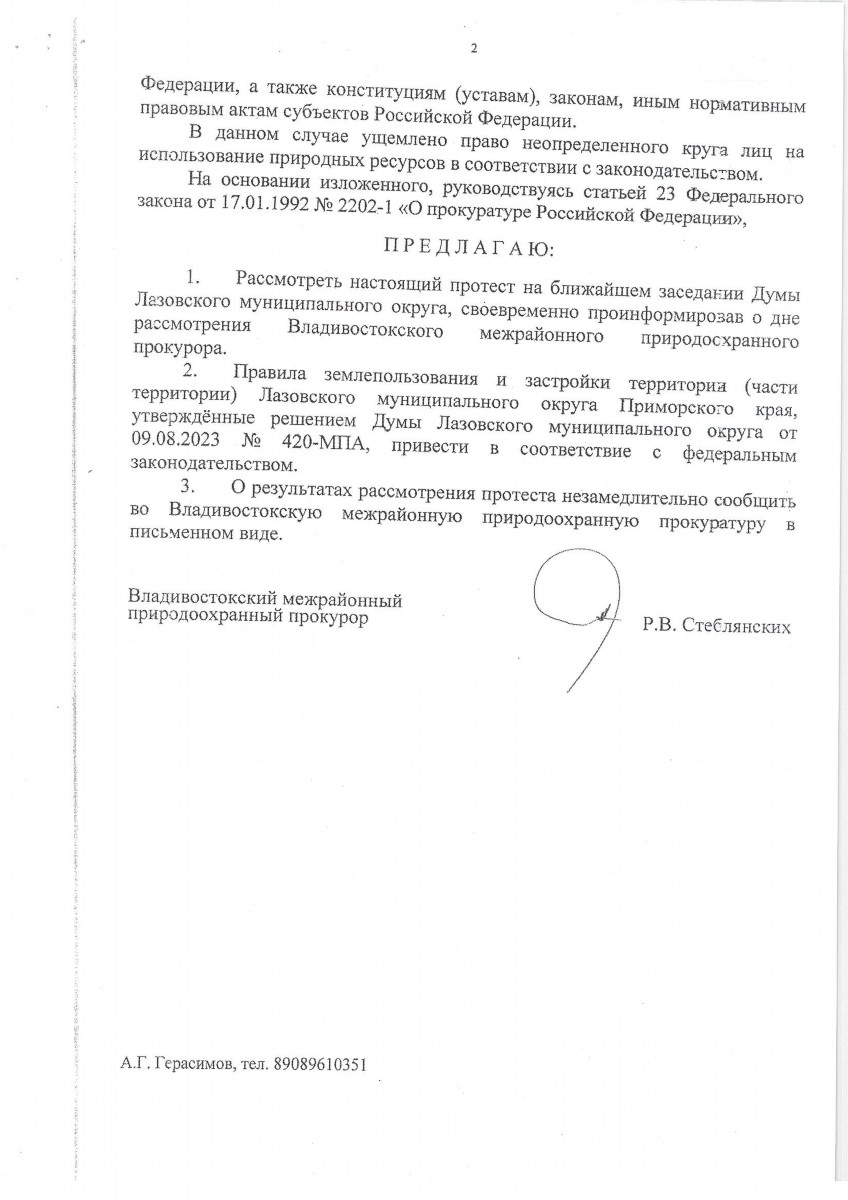 2
Федерации, а также конституциям (уставам), законам, иным нормативным
правовым актам субъектов Российской Федерации.
В данном случае ущемлено право неопределенного круга лиц на
использование природных ресурсов в соответствии с законодательством.
На основании изложенного, руководствуясь статьей 23 Федерального
закона от 17.01.1992 № 2202-1 «О прокуратуре Российской Федерации»,
П Р Е Д Л А Г А Ю:
1. Рассмотреть настоящий протест на ближайшем заседании Думы
Лазовского муниципального округа, своевременно проинформировав о дне
рассмотрения Владивостокского межрайонного природоохранного
прокурора.
2. Правила землепользования и застройки территории (части
территории) Лазовского муниципального округа Приморского края,
утверждённые решением Думы Лазовского муниципального округа от
09.08.2023 № 420-МПА, привести в соответствие с федеральным
законодательством.
3. О результатах рассмотрения протеста незамедлительно сообщить
во Владивостокскую межрайонную природоохранную прокуратуру в
письменном виде.
Владивостокский межрайонный
природоохранный прокурор
Р.В. Стеблянских
А.Г. Герасимов, тел. 89089610351